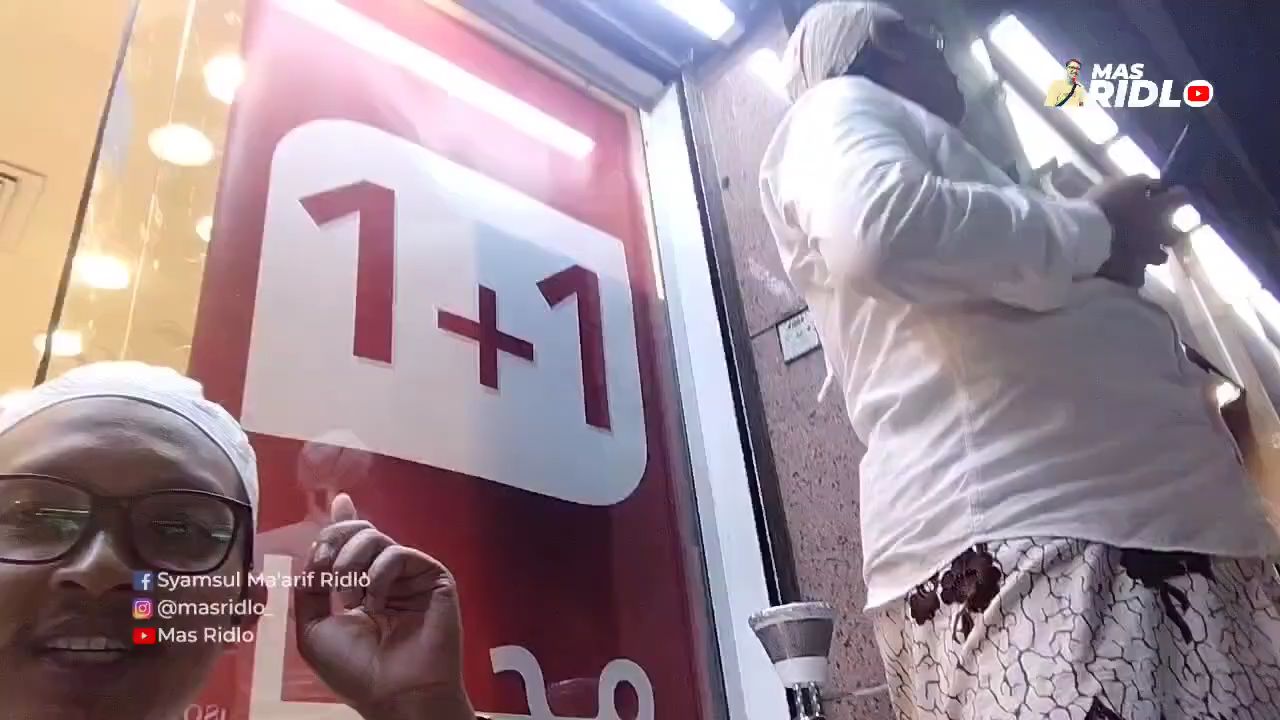 MAS
RIDLO
1+1
Syamsul Ma'arif Ridlo
@masridlo_
Mas Ridlo